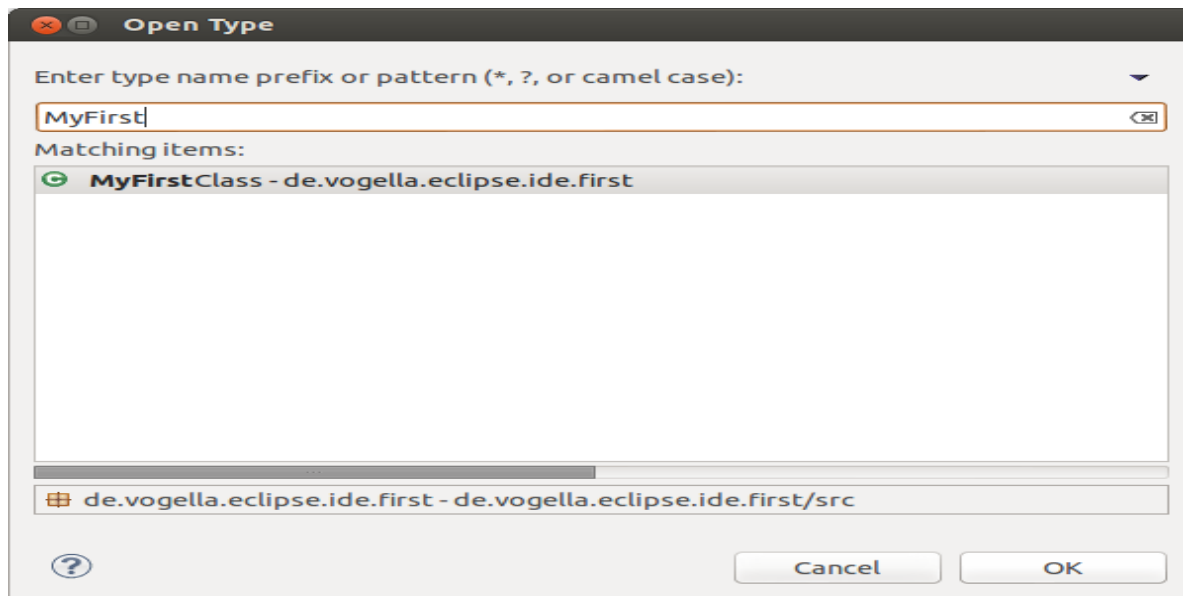 Open Type
Enter type name prefix or pattern (*, ?, or camel case):
MyFirst
Matching items:
MyFirstClass - de.vogella.eclipse.ide.first
de.vogella.eclipse.ide.first - de.vogella.eclipse.ide.first/src
Cancel OK